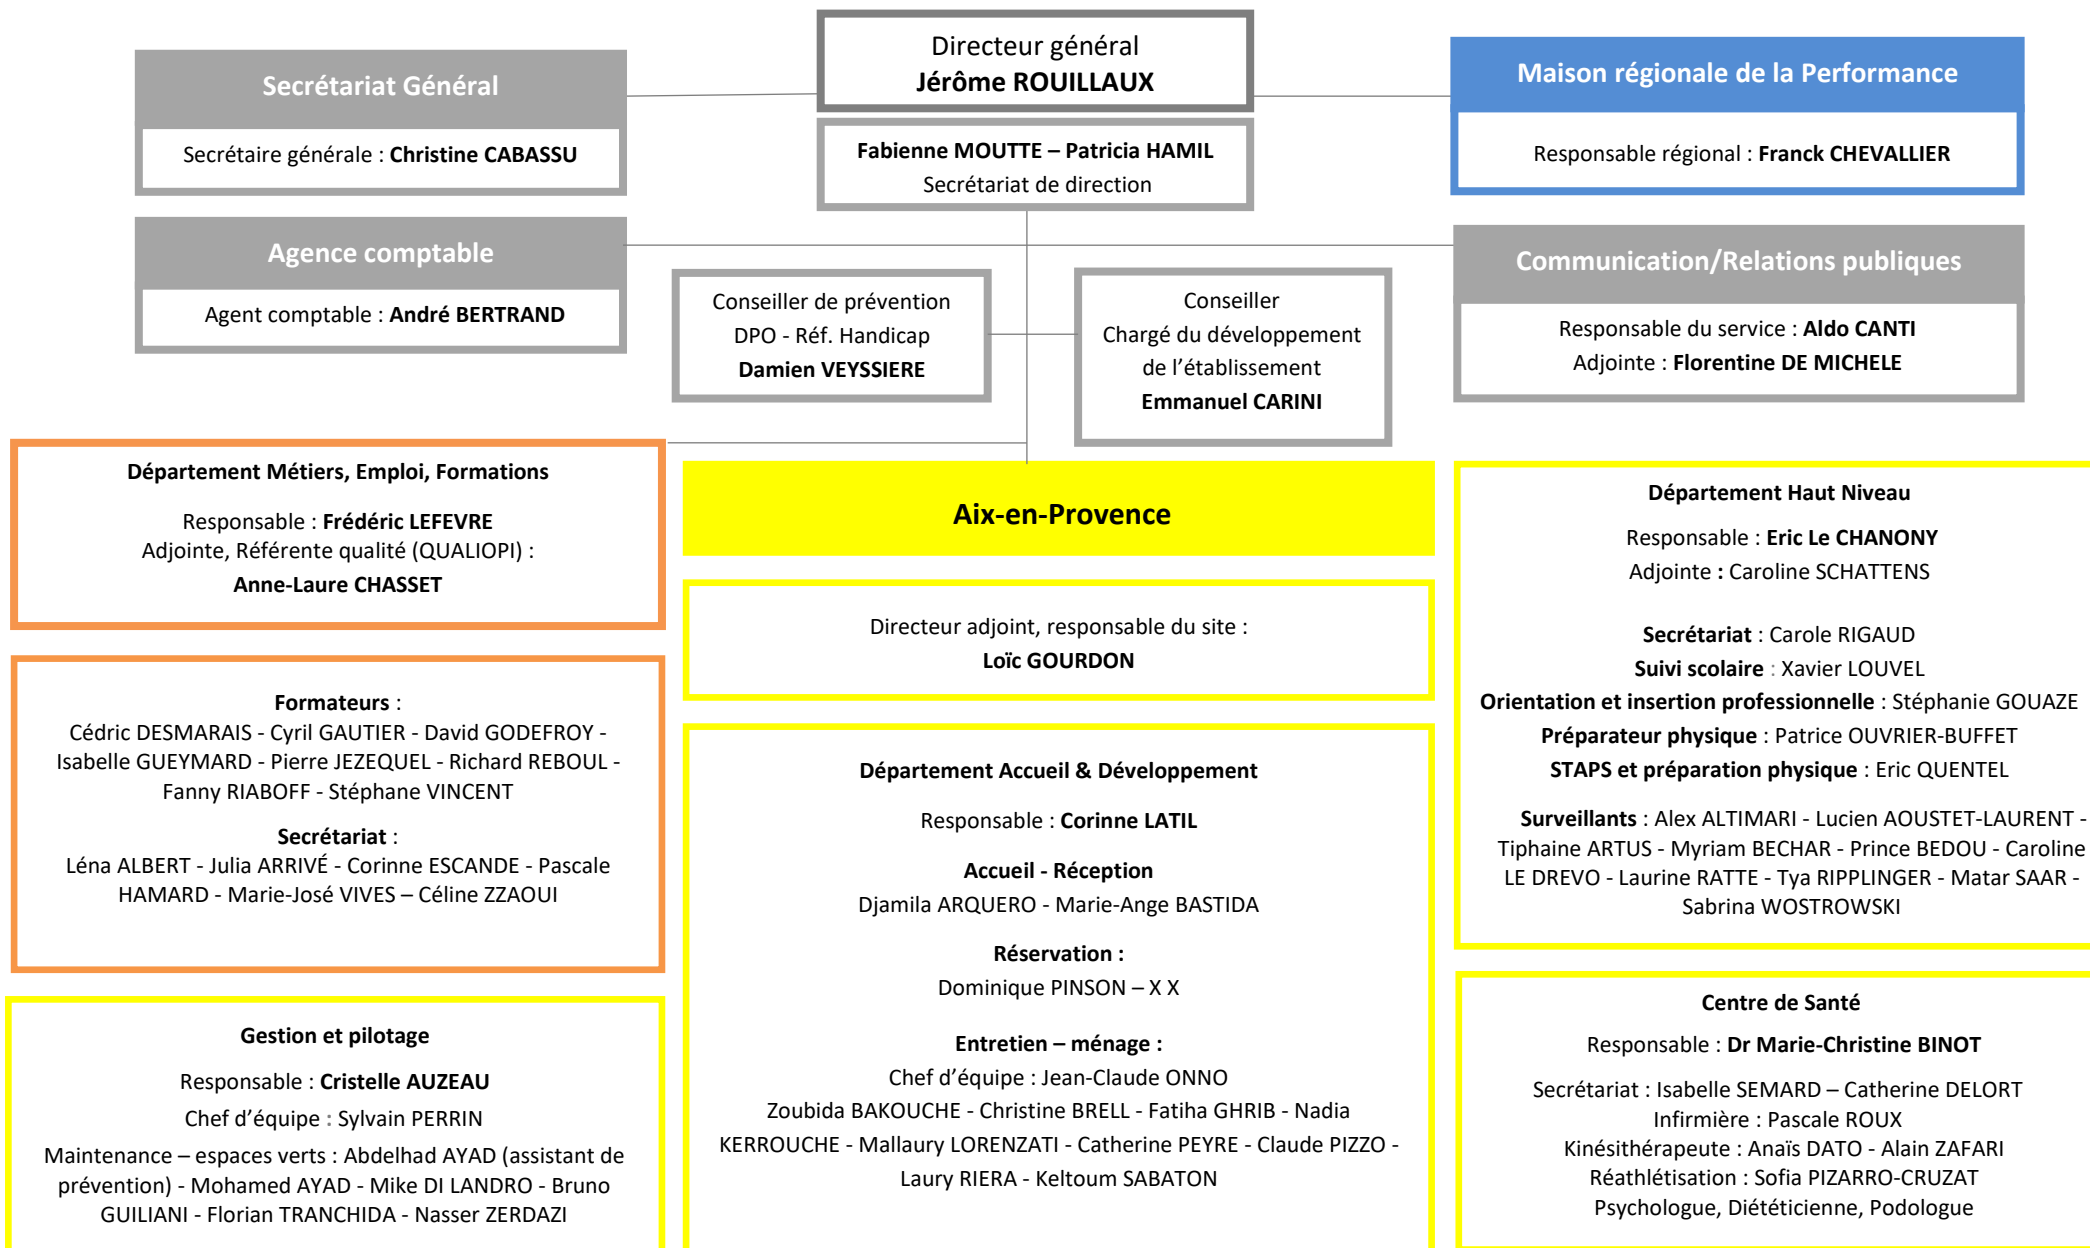 Directeur général
Jérôme ROUILLAUX
Fabienne MOUTTE – Patricia HAMIL
Secrétariat de direction
Secrétariat Général
Secrétaire générale : Christine CABASSU
Maison régionale de la Performance
Responsable régional : Franck CHEVALLIER
Agence comptable
Agent comptable : André BERTRAND
Conseiller de prévention
DPO - Réf. Handicap
Damien VEYSSIERE
Conseiller
Chargé du développement
de l'établissement
Emmanuel CARINI
Communication/Relations publiques
Responsable du service : Aldo CANTI
Adjointe : Florentine DE MICHELE
Département Métiers, Emploi, Formations
Responsable : Frédéric LEFEVRE
Adjointe, Référente qualité (QUALIOPI) :
Anne-Laure CHASSET
Formateurs :
Cédric DESMARAIS - Cyril GAUTIER - David GODEFROY -
Isabelle GUEYMARD - Pierre JEZEQUEL - Richard REBOUL -
Fanny RIABOFF - Stéphane VINCENT
Secrétariat :
Léna ALBERT - Julia ARRIVÉ - Corinne ESCANDE - Pascale
HAMARD - Marie-José VIVES – Céline ZZAOUI
Gestion et pilotage
Responsable : Cristelle AUZEAU
Chef d'équipe : Sylvain PERRIN
Maintenance – espaces verts : Abdelhad AYAD (assistant de
prévention) - Mohamed AYAD - Mike DI LANDRO - Bruno
GUILIANI - Florian TRANCHIDA - Nasser ZERDAZI
Aix-en-Provence
Directeur adjoint, responsable du site :
Loïc GOURDON
Département Accueil & Développement
Responsable : Corinne LATIL
Accueil - Réception
Djamila ARQUERO - Marie-Ange BASTIDA
Réservation :
Dominique PINSON – X X
Entretien – ménage :
Chef d'équipe : Jean-Claude ONNO
Zoubida BAKOUCHE - Christine BRELL - Fatiha GHRIB - Nadia
KERROUCHE - Mallaury LORENZATI - Catherine PEYRE - Claude PIZZO -
Laury RIERA - Keltoum SABATON
Département Haut Niveau
Responsable : Eric Le CHANONY
Adjointe : Caroline SCHATTENS
Secrétariat : Carole RIGAUD
Suivi scolaire : Xavier LOUVEL
Orientation et insertion professionnelle : Stéphanie GOUAZE
Préparateur physique : Patrice OUVRIER-BUFFET
STAPS et préparation physique : Eric QUENTEL
Surveillants : Alex ALTIMARI - Lucien AOUSTET-LAURENT -
Tiphaine ARTUS - Myriam BECHAR - Prince BEDOU - Caroline
LE DREVO - Laurine RATTE - Tya RIPPLINGER - Matar SAAR -
Sabrina WOSTROWSKI
Centre de Santé
Responsable : Dr Marie-Christine BINOT
Secrétariat : Isabelle SEMARD – Catherine DELORT
Infirmière : Pascale ROUX
Kinésithérapeute : Anaïs DATO - Alain ZAFARI
Réathlétisation : Sofia PIZARRO-CRUZAT
Psychologue, Diététicienne, Podologue